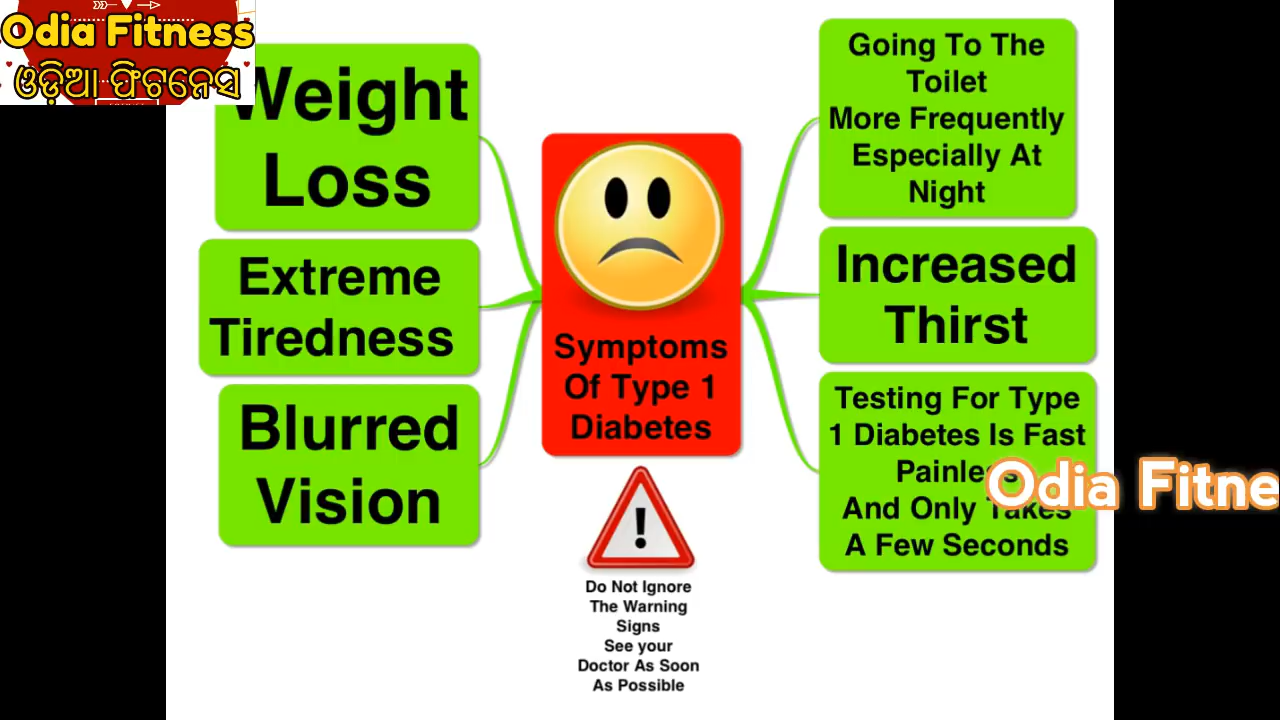 Odia Fitness
ଓଡ଼ିଆ ଫିଟନେସ
Weight
Loss
Extreme
Tiredness
Blurred
Vision
Symptoms
Of Type 1
Diabetes
Do Not Ignore
The Warning
Signs
See your
Doctor As Soon
As Possible
Going To The
Toilet
More Frequently
Especially At
Night
Increased
Thirst
Testing For Type
1 Diabetes Is Fast
Painless
And Only Takes
A Few Seconds
Odia Fitne